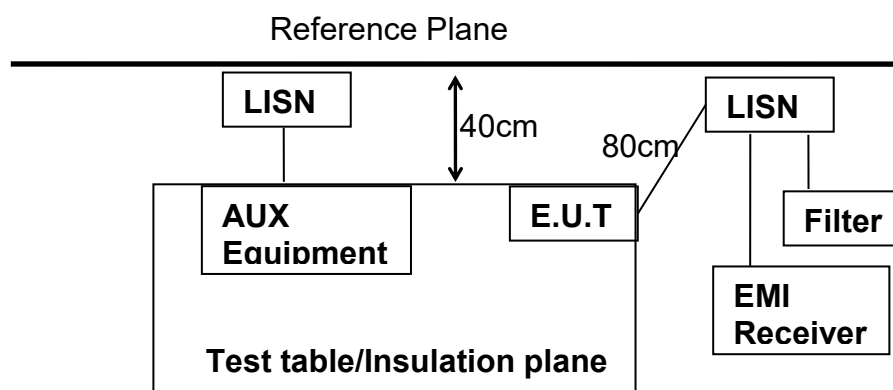 Reference Plane
LISN
40cm
80cm
LISN
AUX
Equipment
E.U.T
Filter
EMI
Receiver
Test table/Insulation plane